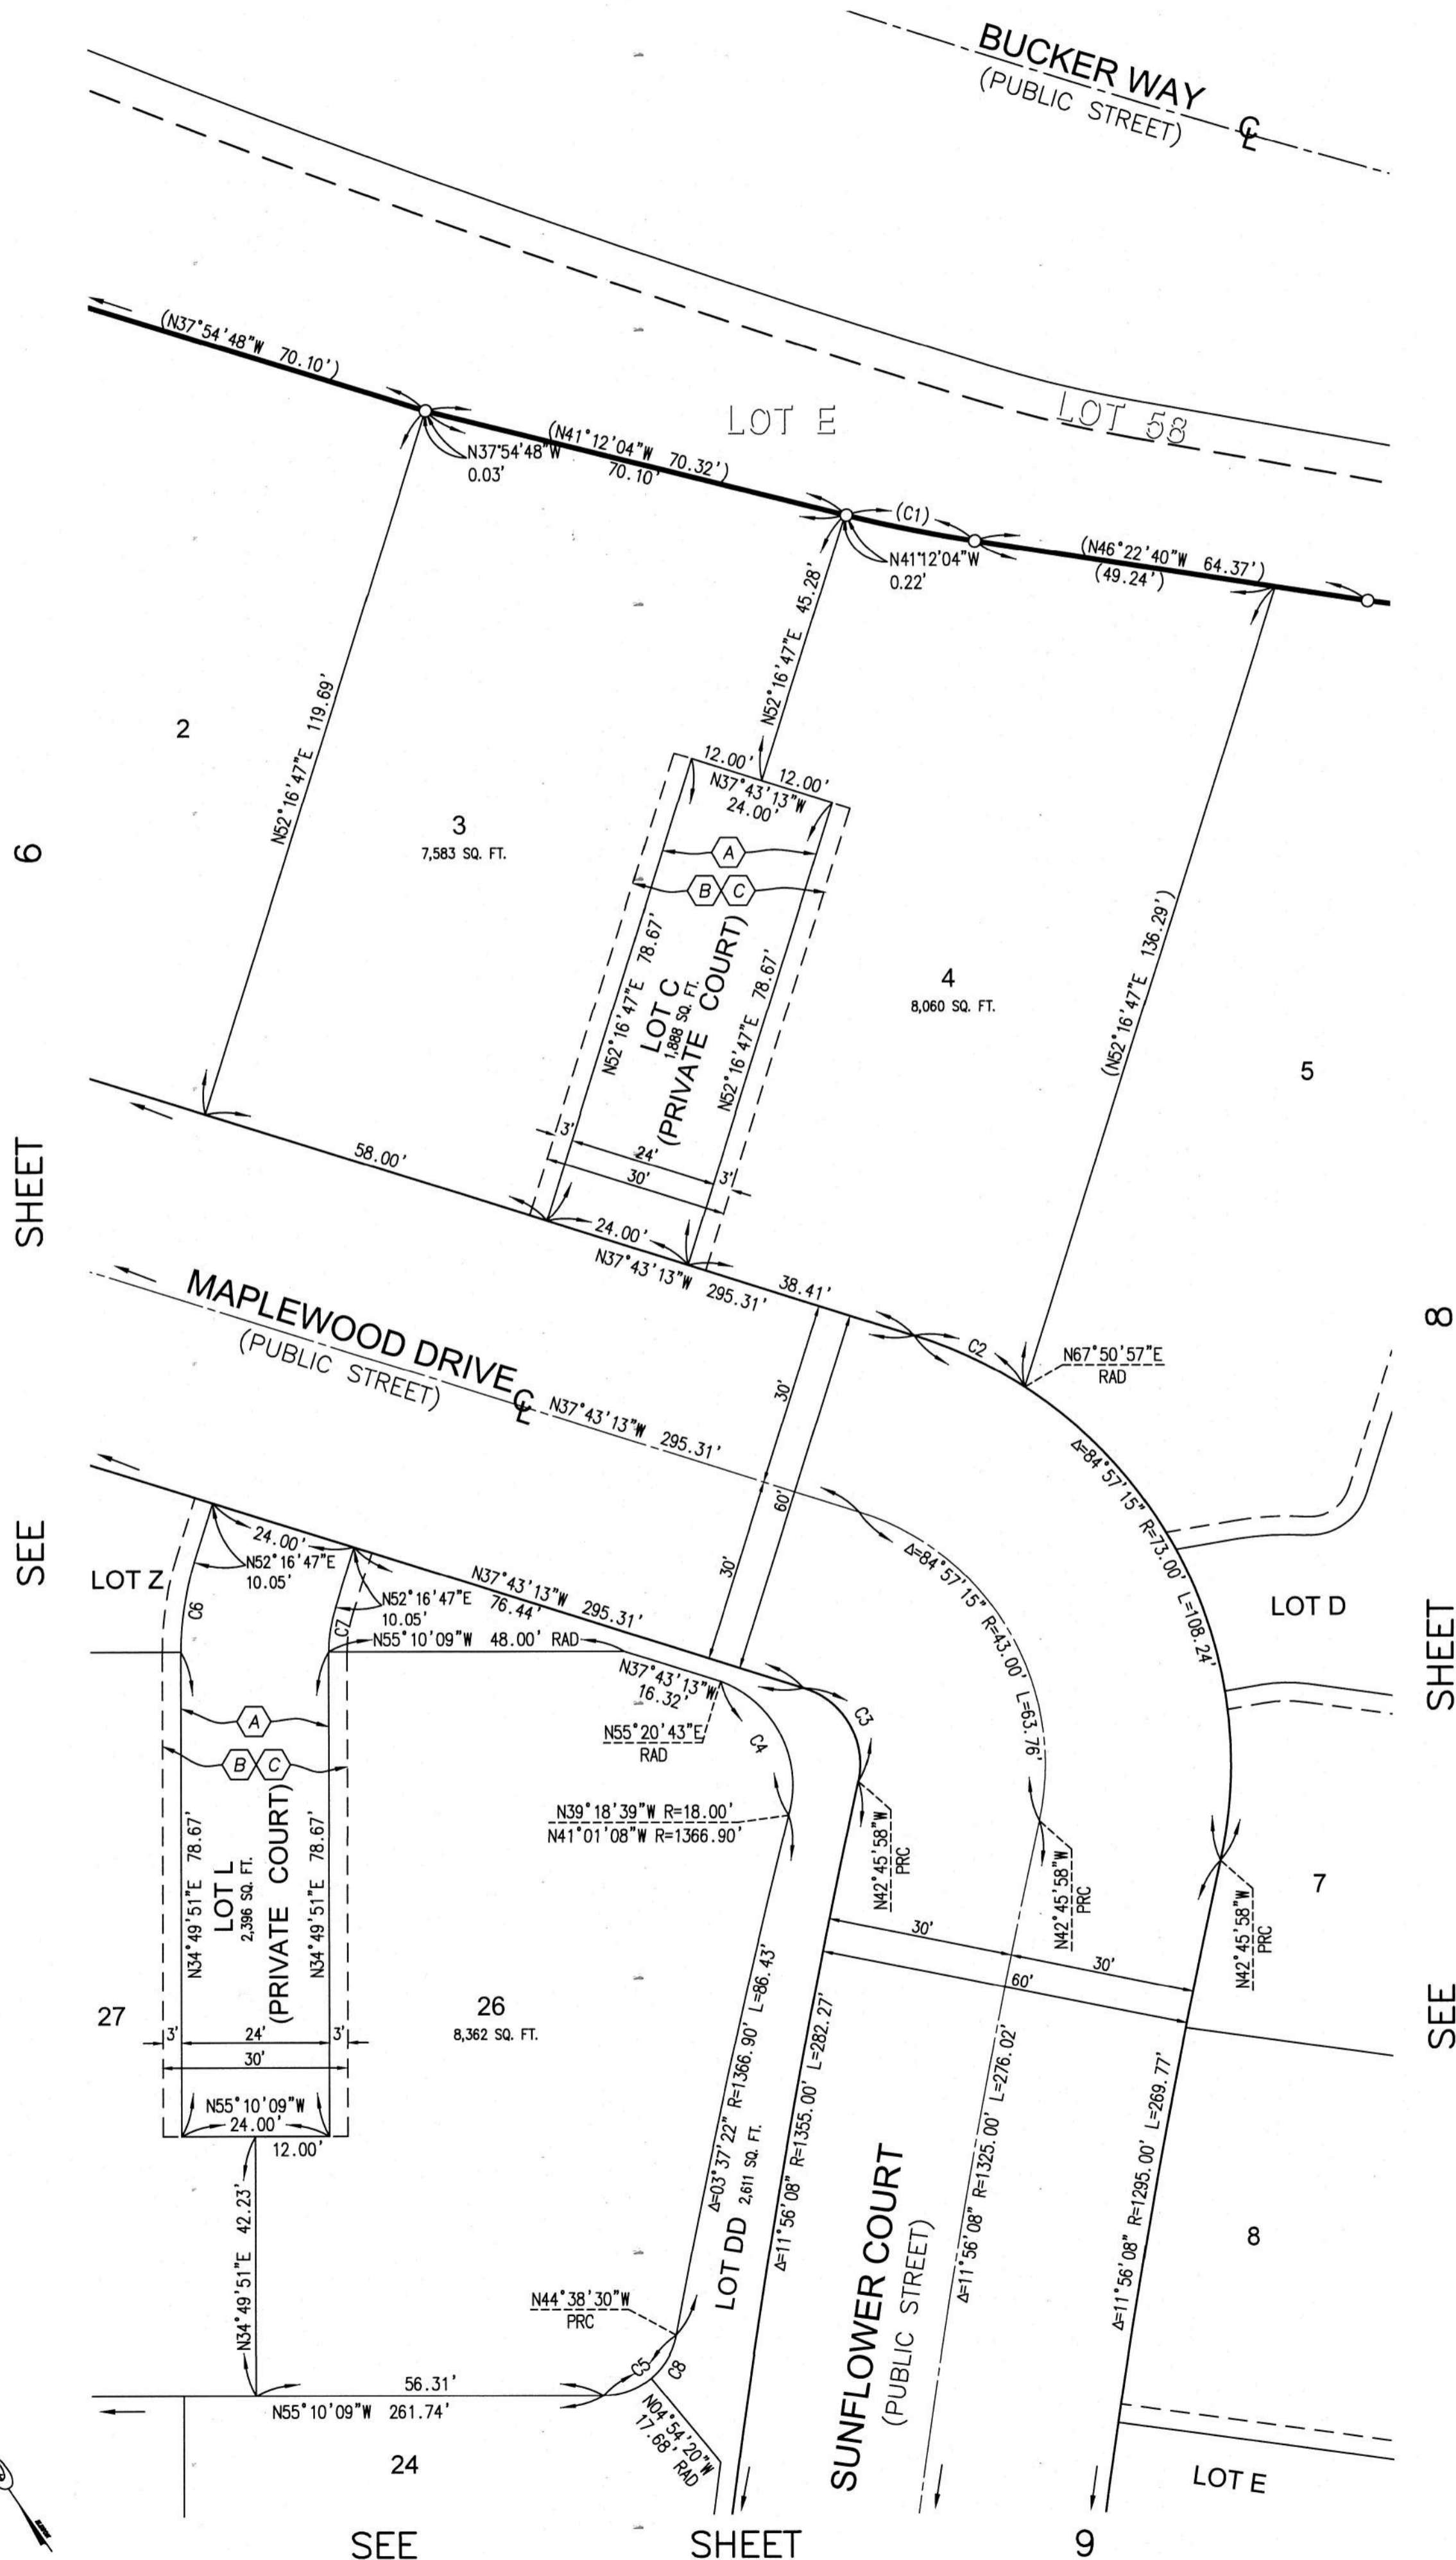 BUCKER WAY
(PUBLIC STREET)
℄
(N37°54'48"W 70.10')
LOT E
LOT 58
N37°54'48"W
0.03'
(N41°12'04"W 70.32')
70.10'
(C1)
N41°12'04"W
0.22'
(N46°22'40"W 64.37')
(49.24')
N52°16'47"E 119.69'
N52°16'47"E 45.28'
2
6
3
7,583 SQ. FT.
12.00'
12.00'
N37°43'13"W
24.00'
A
B
C
N52°16'47"E 78.67'
LOT C
1,888 SQ. FT.
(PRIVATE COURT)
N52°16'47"E 78.67'
4
8,060 SQ. FT.
(N52°16'47"E 136.29')
5
3'
24'
30'
3'
58.00'
24.00'
N37°43'13"W 295.31'
38.41'
SHEET
8
C2
N67°50'57"E
RAD
MAPLEWOOD DRIVE
(PUBLIC STREET)
℄
N37°43'13"W 295.31'
30'
60'
30'
Δ=84°57'15" R=73.00' L=108.24'
Δ=84°57'15" R=43.00' L=63.76'
SEE
LOT Z
24.00'
N52°16'47"E
10.05'
N52°16'47"E
10.05'
C6
C7
N37°43'13"W 295.31'
76.44'
N55°10'09"W 48.00' RAD
N37°43'13"W
16.32'
N55°20'43"E
RAD
C4
C3
LOT D
SHEET
N39°18'39"W R=18.00'
N41°01'08"W R=1366.90'
N42°45'58"W
PRC
N42°45'58"W
PRC
N42°45'58"W
PRC
7
A
B
C
N34°49'51"E 78.67'
LOT L
2,396 SQ. FT.
(PRIVATE COURT)
N34°49'51"E 78.67'
27
26
8,362 SQ. FT.
3'
24'
3'
30'
30'
30'
60'
SEE
N55°10'09"W
24.00'
12.00'
N34°49'51"E 42.23'
Δ=03°37'22" R=1366.90' L=86.43'
LOT DD 2,611 SQ. FT.
Δ=11°56'08" R=1355.00' L=282.27'
SUNFLOWER COURT
(PUBLIC STREET)
Δ=11°56'08" R=1325.00' L=276.02'
Δ=11°56'08" R=1295.00' L=269.77'
8
N44°38'30"W
PRC
C5
C8
56.31'
N55°10'09"W 261.74'
N04°54'20"W
17.68' RAD
24
LOT E
SEE SHEET 9